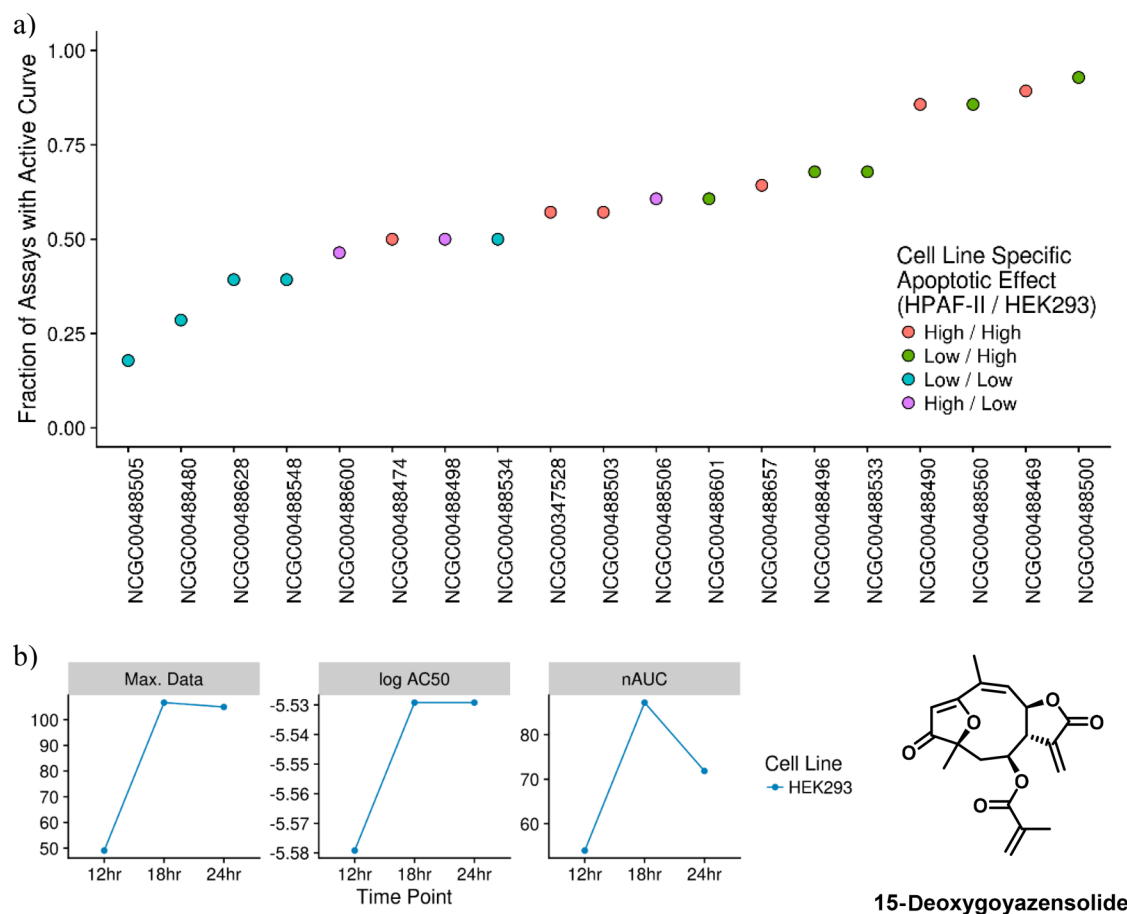 a)
Fraction of Assays with Active Curve
1.00
0.75
0.50
0.25
0.00
Cell Line Specific
Apoptotic Effect
(HPAF-II / HEK293)
High / High
Low / High
Low / Low
High / Low
NCGC00488505
NCGC00488480
NCGC00488628
NCGC00488548
NCGC00488600
NCGC00488474
NCGC00488498
NCGC00488534
NCGC00347528
NCGC00488503
NCGC00488506
NCGC00488601
NCGC00488657
NCGC00488496
NCGC00488533
NCGC00488490
NCGC00488560
NCGC00488469
NCGC00488500
b)
Max. Data
100
90
80
70
60
50
12hr 18hr 24hr
log AC50
-5.53
-5.54
-5.55
-5.56
-5.57
-5.58
12hr 18hr 24hr
Time Point
nAUC
80
70
60
12hr 18hr 24hr
Cell Line
HEK293
O
O
O
O
O
O
15-Deoxygoyazensolide